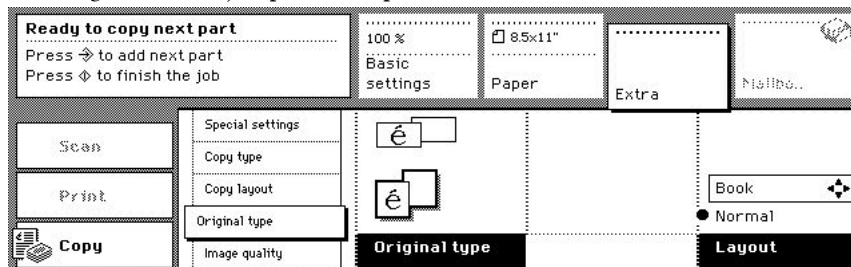 Ready to copy next part
Press to add next part
Press to finish the job
100 %
Basic
settings
8.5x11"
Paper
Extra
Mailbo..
Scan
Print
Copy
Special settings
Copy type
Copy layout
Original type
Image quality
é
é
Original type
Book
Normal
Layout